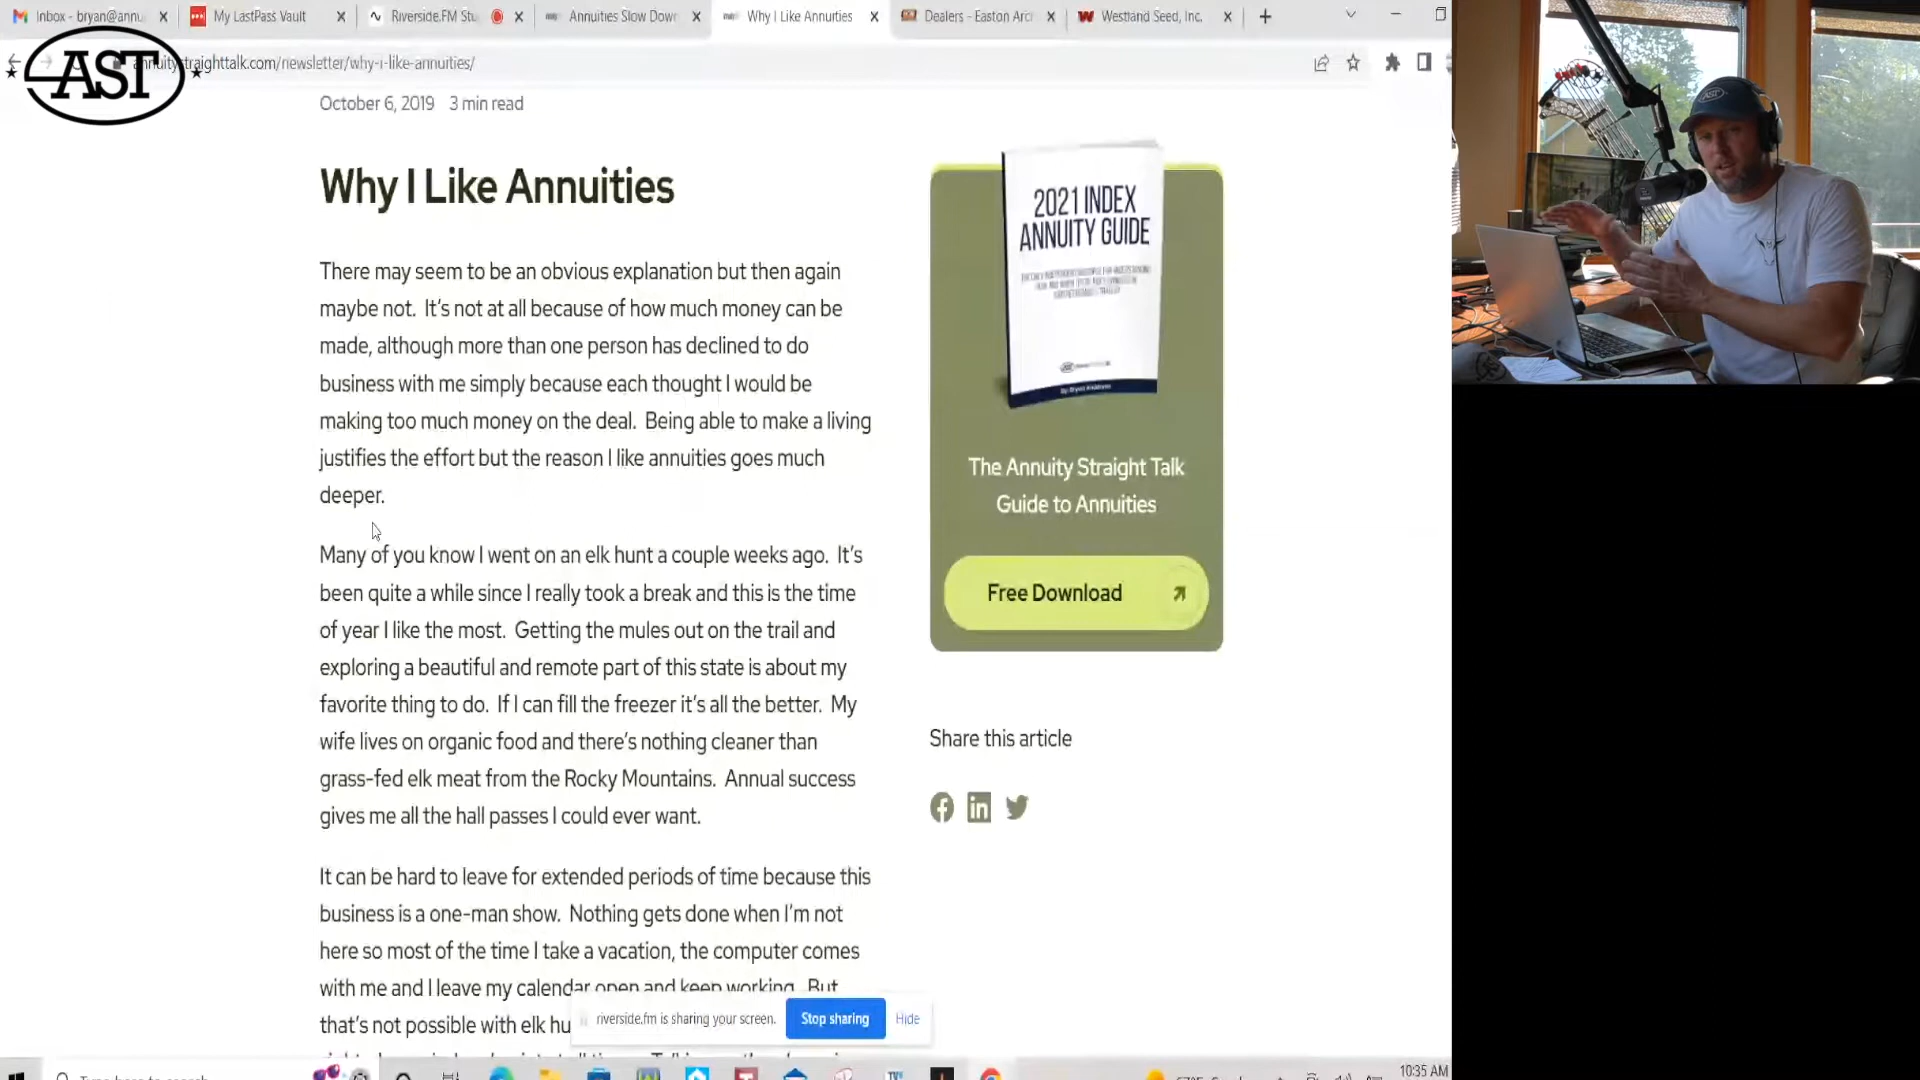 Inbox - bryan@annu
My LastPass Vault
Riverside.FM Stu
Annuities Slow Down
Why I Like Annuities
Dealers - Easton Arc
Westland Seed, Inc.
AST
annuitystraighttalk.com/newsletter/why-i-like-annuities/
October 6, 2019 3 min read
Why I Like Annuities
There may seem to be an obvious explanation but then again
maybe not. It's not at all because of how much money can be
made, although more than one person has declined to do
business with me simply because each thought I would be
making too much money on the deal. Being able to make a living
justifies the effort but the reason I like annuities goes much
deeper.
Many of you know I went on an elk hunt a couple weeks ago. It's
been quite a while since I really took a break and this is the time
of year I like the most. Getting the mules out on the trail and
exploring a beautiful and remote part of this state is about my
favorite thing to do. If I can fill the freezer it's all the better. My
wife lives on organic food and there's nothing cleaner than
grass-fed elk meat from the Rocky Mountains. Annual success
gives me all the hall passes I could ever want.
It can be hard to leave for extended periods of time because this
business is a one-man show. Nothing gets done when I'm not
here so most of the time I take a vacation, the computer comes
with me and I leave my calendar open and keep working. But
that's not possible with elk hu
2021 INDEX
ANNUITY GUIDE
The Annuity Straight Talk
Guide to Annuities
Free Download
Share this article
riverside.fm is sharing your screen.
Stop sharing
Hide
Type here to search
10:35 AM
AST